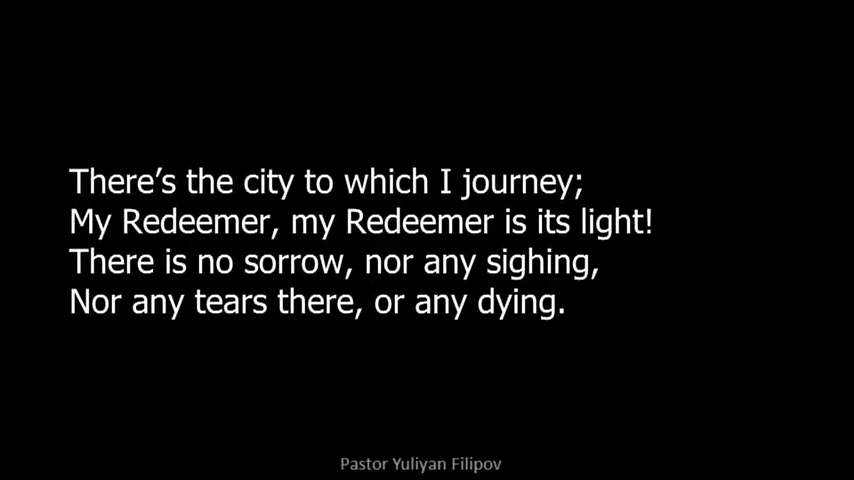 There’s the city to which I journey;
My Redeemer, my Redeemer is its light!
There is no sorrow, nor any sighing,
Nor any tears there, or any dying.
Pastor Yuliyan Filipov